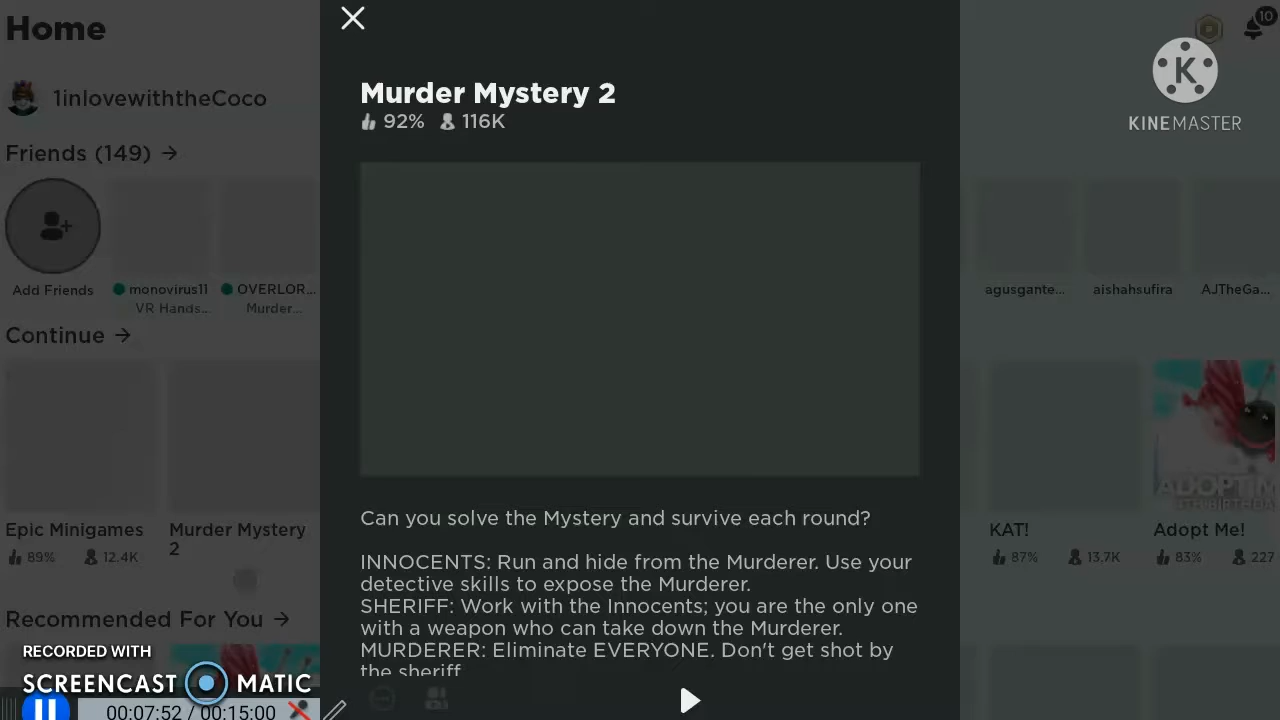 Home
10
KINEMASTER
1inlovewiththeCoco
Friends (149) →
Add Friends
monovirus11
VR Hands...
OVERLOR...
Murder...
agusgante...
aishahsufira
AJTheGa...
Continue →
Epic Minigames
89% 12.4K
Murder Mystery
2
KAT!
87% 13.7K
ADOPTM
Adopt Me!
83% 227
Recommended For You →
Murder Mystery 2
92% 116K
Can you solve the Mystery and survive each round?
INNOCENTS: Run and hide from the Murderer. Use your
detective skills to expose the Murderer.
SHERIFF: Work with the Innocents; you are the only one
with a weapon who can take down the Murderer.
MURDERER: Eliminate EVERYONE. Don't get shot by
the sheriff
RECORDED WITH
SCREENCAST MATIC
00:07:52 / 00:15:00